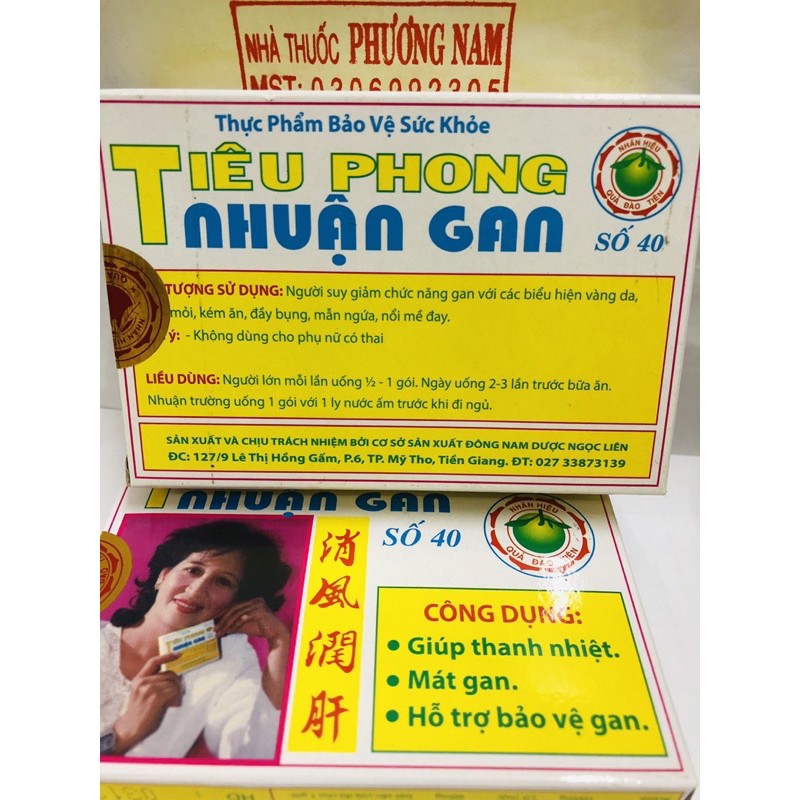 NHÀ THUỐC PHƯƠNG NAM
MST: 0306992305
Thực Phẩm Bảo Vệ Sức Khỏe
TIÊU PHONG
NHUẬN GAN
SỐ 40
NHÃN HIỆU
QUẢ ĐÀO TIÊN
TƯỢNG SỬ DỤNG: Người suy giảm chức năng gan với các biểu hiện vàng da,
mỏi, kém ăn, đầy bụng, mẩn ngứa, nổi mề đay.
ý: - Không dùng cho phụ nữ có thai
LIỀU DÙNG: Người lớn mỗi lần uống ½ - 1 gói. Ngày uống 2-3 lần trước bữa ăn.
Nhuận trường uống 1 gói với 1 ly nước ấm trước khi đi ngủ.
SẢN XUẤT VÀ CHỊU TRÁCH NHIỆM BỞI CƠ SỞ SẢN XUẤT ĐÔNG NAM DƯỢC NGỌC LIÊN
ĐC: 127/9 Lê Thị Hồng Gấm, P.6, TP. Mỹ Tho, Tiền Giang. ĐT: 027 33873139
NHUẬN GAN
SỐ 40
NHÃN HIỆU
QUẢ ĐÀO TIÊN
TIÊU PHONG
NHUẬN GAN
消風潤肝
CÔNG DỤNG:
• Giúp thanh nhiệt.
• Mát gan.
• Hỗ trợ bảo vệ gan.